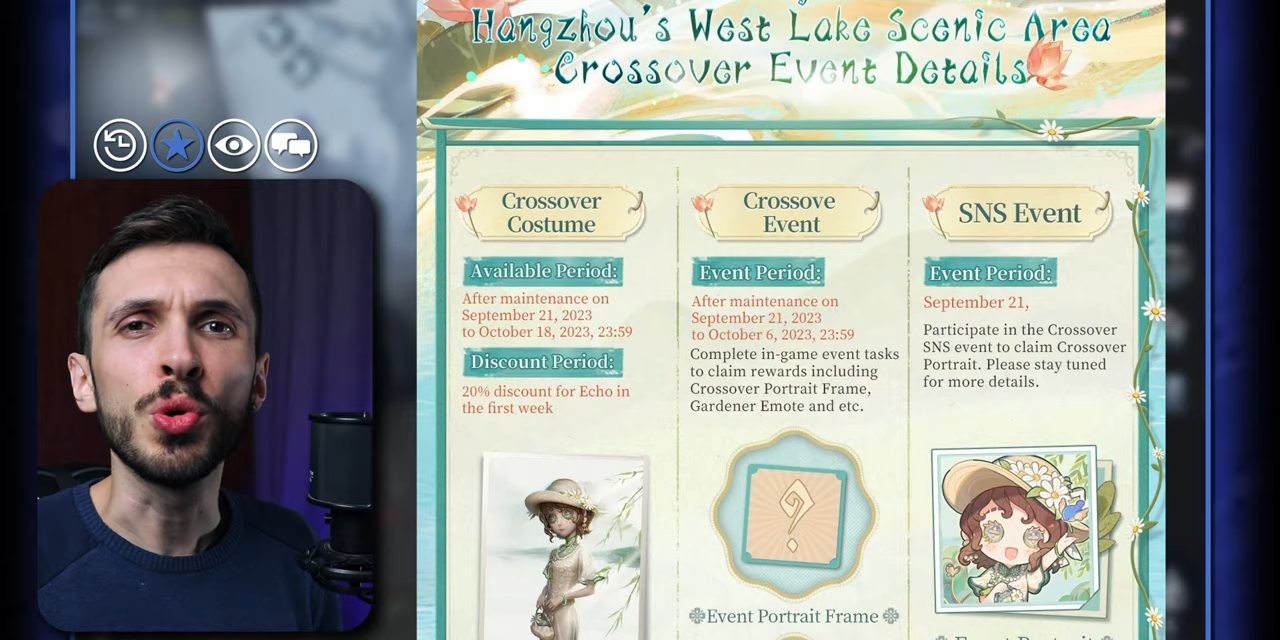 Hangzhou's West Lake Scenic Area
Crossover Event Details
Crossover
Costume
Available Period:
After maintenance on
September 21, 2023
to October 18, 2023, 23:59
Discount Period:
20% discount for Echo in
the first week
Crossove
Event
Event Period:
After maintenance on
September 21, 2023
to October 6, 2023, 23:59
Complete in-game event tasks
to claim rewards including
Crossover Portrait Frame,
Gardener Emote and etc.
Event Portrait Frame
SNS Event
Event Period:
September 21,
Participate in the Crossover
SNS event to claim Crossover
Portrait. Please stay tuned
for more details.